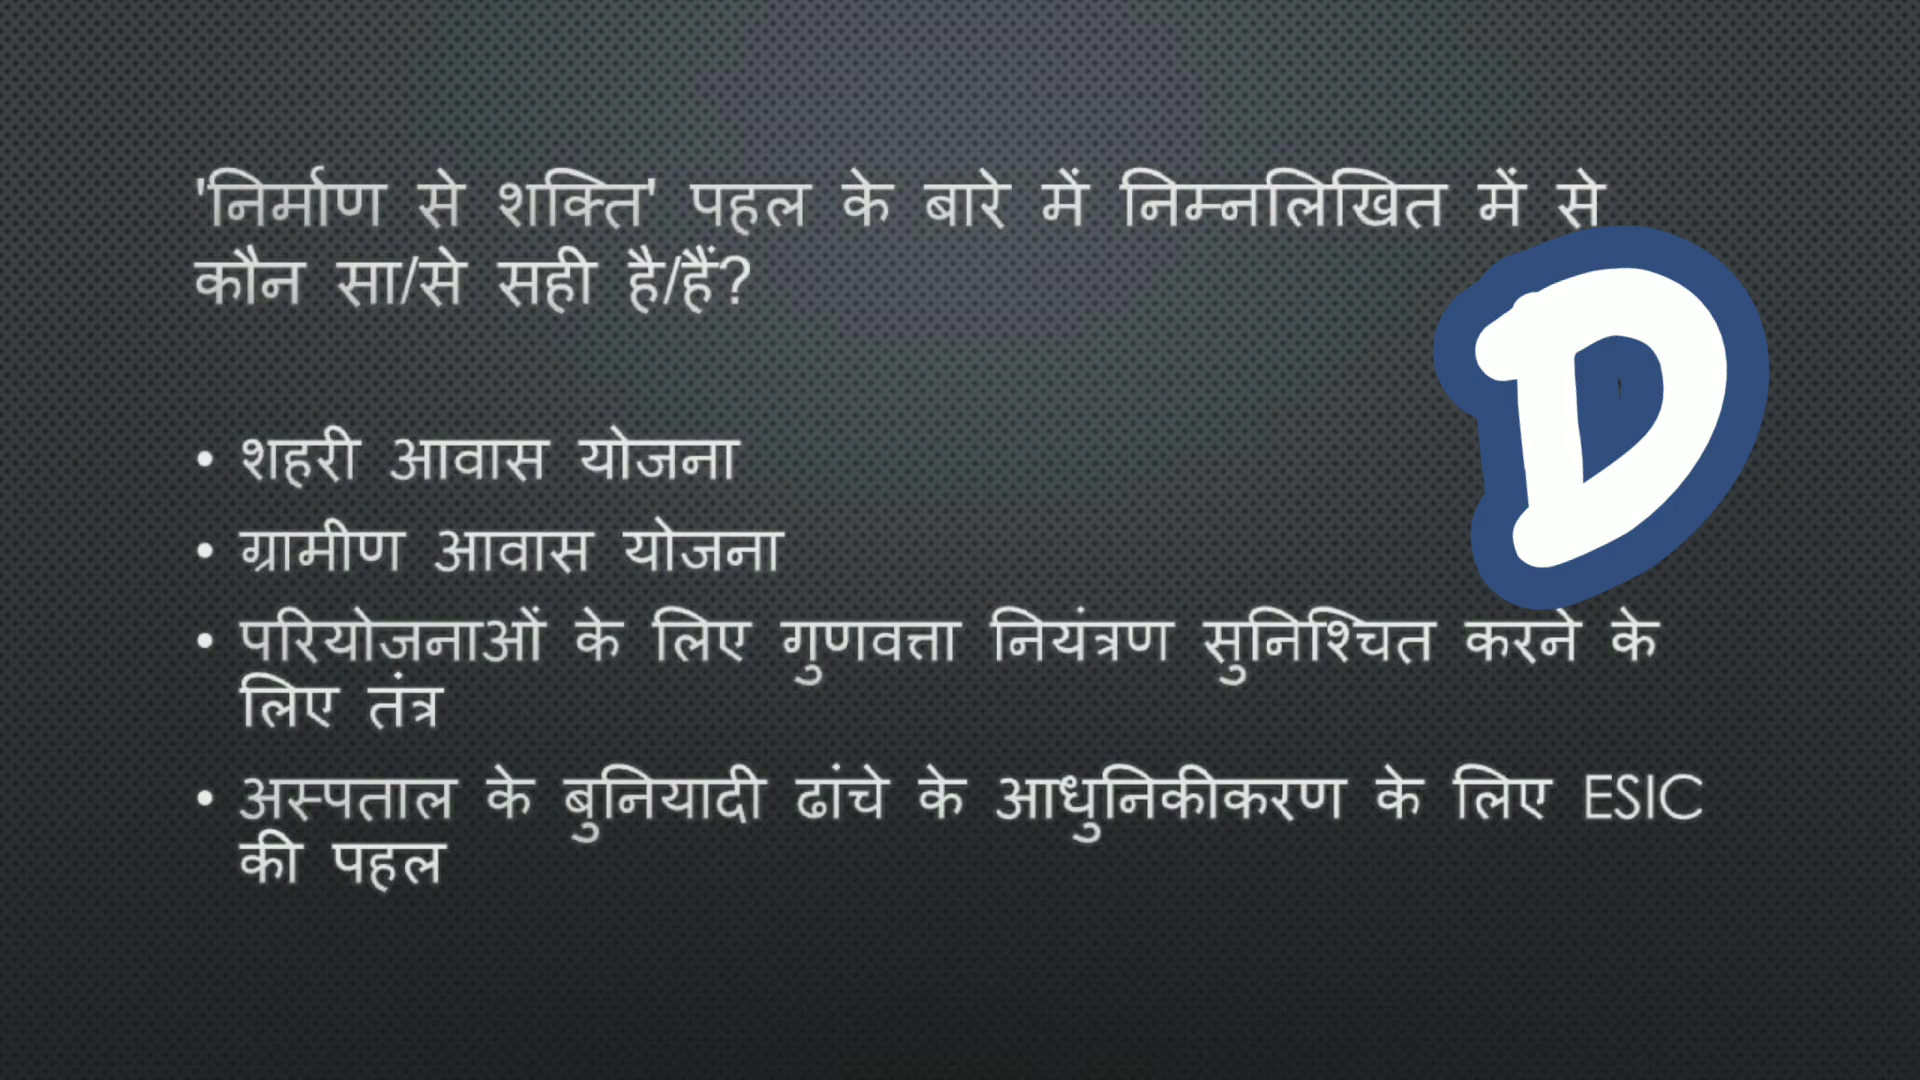 'निर्माण से शक्ति' पहल के बारे में निम्नलिखित में से
कौन सा/से सही है/हैं?
D
• शहरी आवास योजना
• ग्रामीण आवास योजना
• परियोजनाओं के लिए गुणवत्ता नियंत्रण सुनिश्चित करने के
लिए तंत्र
• अस्पताल के बुनियादी ढांचे के आधुनिकीकरण के लिए ESIC
की पहल